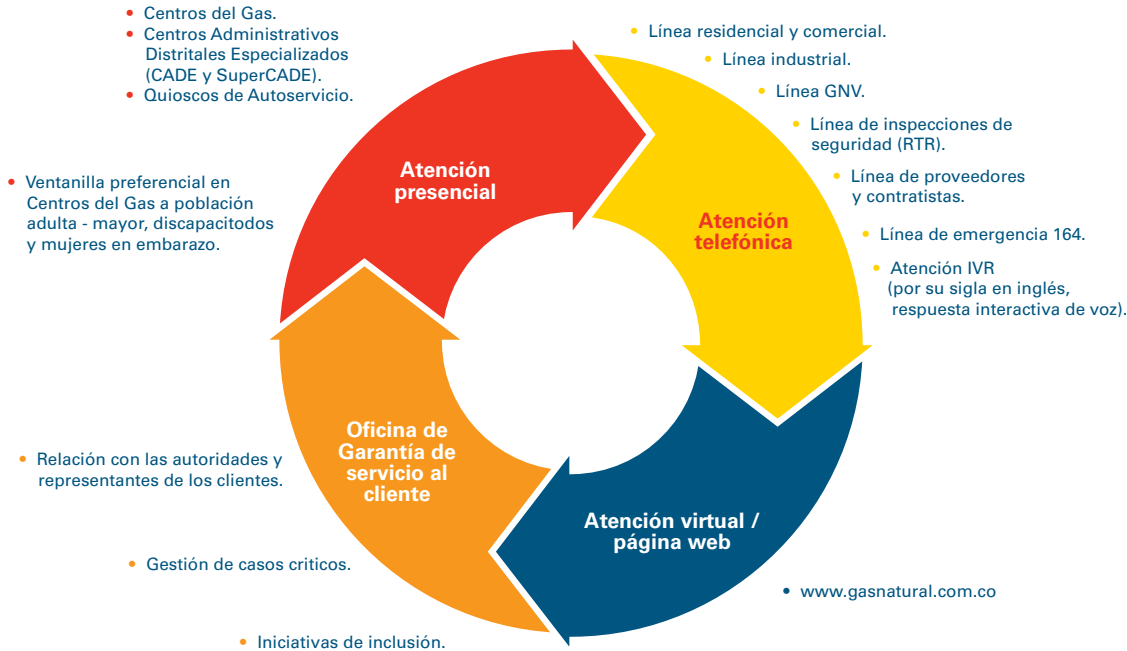 • Centros del Gas.
• Centros Administrativos
Distritales Especializados
(CADE y SuperCADE).
• Quioscos de Autoservicio.
• Ventanilla preferencial en
Centros del Gas a población
adulta - mayor, discapacitodos
y mujeres en embarazo.
Atención
presencial
• Línea residencial y comercial.
• Línea industrial.
• Línea GNV.
• Línea de inspecciones de
seguridad (RTR).
• Línea de proveedores
y contratistas.
• Línea de emergencia 164.
• Atención IVR
(por su sigla en inglés,
respuesta interactiva de voz).
Atención
telefónica
Atención virtual /
página web
• www.gasnatural.com.co
Oficina de
Garantía de
servicio al
cliente
• Relación con las autoridades y
representantes de los clientes.
• Gestión de casos criticos.
• Iniciativas de inclusión.